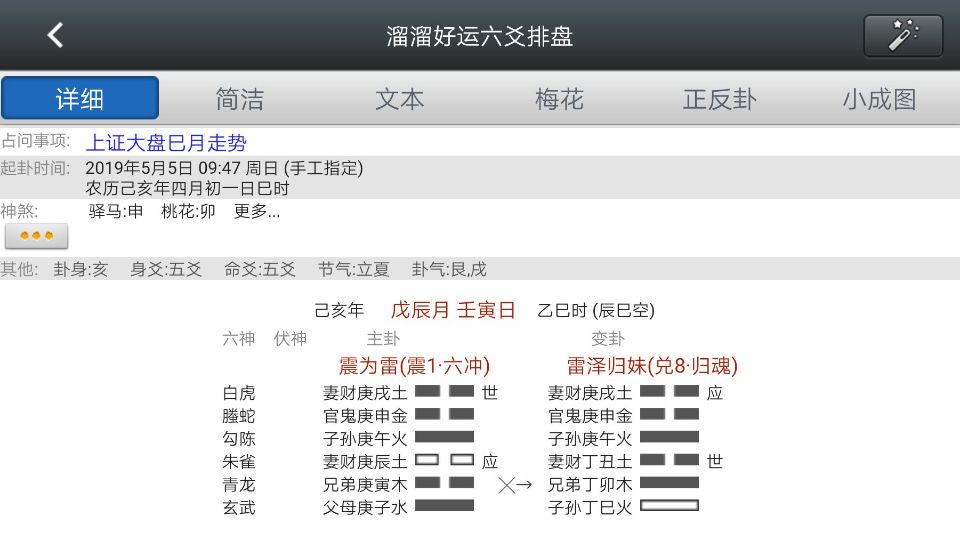 溜溜好运六爻排盘
详细 简洁 文本 梅花 正反卦 小成图
占问事项: 上证大盘巳月走势
起卦时间: 2019年5月5日 09:47 周日 (手工指定)
农历己亥年四月初一日巳时
神煞: 驿马:申 桃花:卯 更多...
其他: 卦身:亥 身爻:五爻 命爻:五爻 节气:立夏 卦气:艮,戌
己亥年 戊辰月 壬寅日 乙巳时 (辰巳空)
六神 伏神 主卦 变卦
震为雷(震1·六冲) 雷泽归妹(兑8·归魂)
白虎 妻财庚戌土 世 妻财庚戌土 应
螣蛇 官鬼庚申金 官鬼庚申金
勾陈 子孙庚午火 子孙庚午火
朱雀 妻财庚辰土 应 妻财丁丑土 世
青龙 兄弟庚寅木 ╳→ 兄弟丁卯木
玄武 父母庚子水 子孙丁巳火